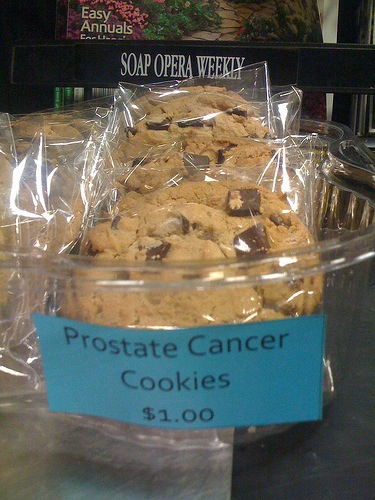 Easy
Annuals
SOAP OPERA WEEKLY
Prostate Cancer
Cookies
$1.00